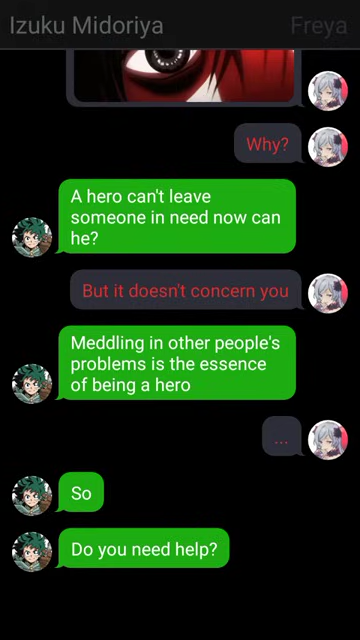 Izuku Midoriya Freya
Why?
A hero can't leave
someone in need now can
he?
But it doesn't concern you
Meddling in other people's
problems is the essence
of being a hero
...
So
Do you need help?